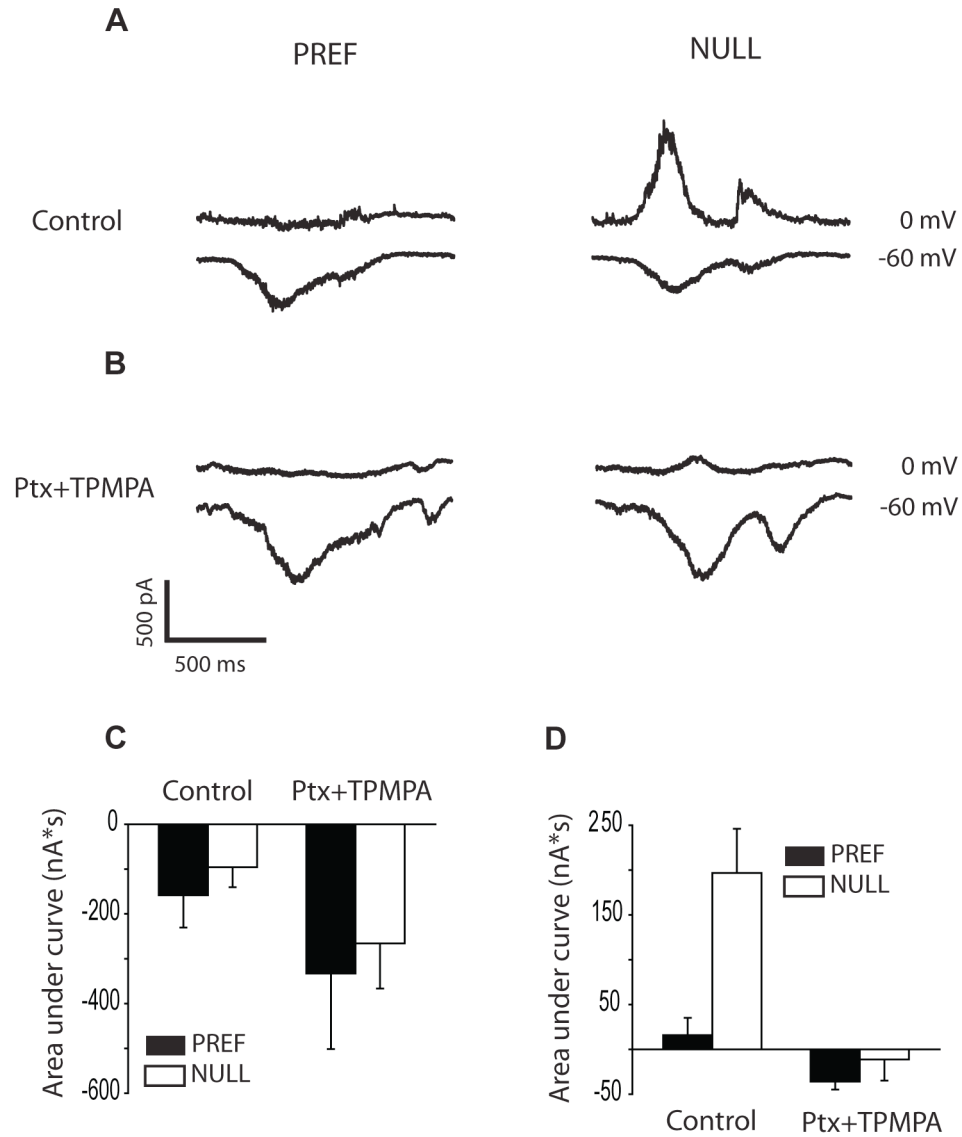 A
PREF
NULL
Control
0 mV
-60 mV
B
Ptx+TPMPA
0 mV
-60 mV
500 pA
500 ms
C
D
Control
Ptx+TPMPA
Area under curve (nA*s)
0
-200
-400
-600
PREF
NULL
Area under curve (nA*s)
250
150
50
-50
PREF
NULL
Control
Ptx+TPMPA